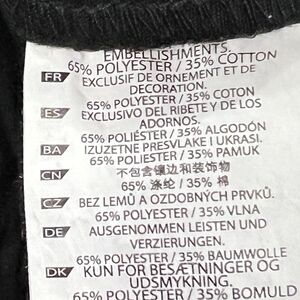 EMBELLISHMENTS.
65% POLYESTER / 35% COTTON
FR EXCLUSIF DE ORNEMENT ET DE
DECORATION.
65% POLYESTER / 35% COTON
ES EXCLUSIVO DEL RIBETE Y DE LOS
ADORNOS.
65% POLIÉSTER / 35% ALGODÓN
BA IZUZETNE PRESVLAKE I UKRASI.
65% POLIESTER / 35% PAMUK
CN 不包含镶边和装饰物
65% 涤纶 / 35% 棉
CZ BEZ LEMŮ A OZDOBNÝCH PRVKŮ.
65% POLYESTER / 35% VLNA
DE AUSGENOMMEN LEISTEN UND
VERZIERUNGEN.
65% POLYESTER / 35% BAUMWOLLE
DK KUN FOR BESÆTNINGER OG
UDSMYKNING.
65% POLYESTER / 35% BOMULD